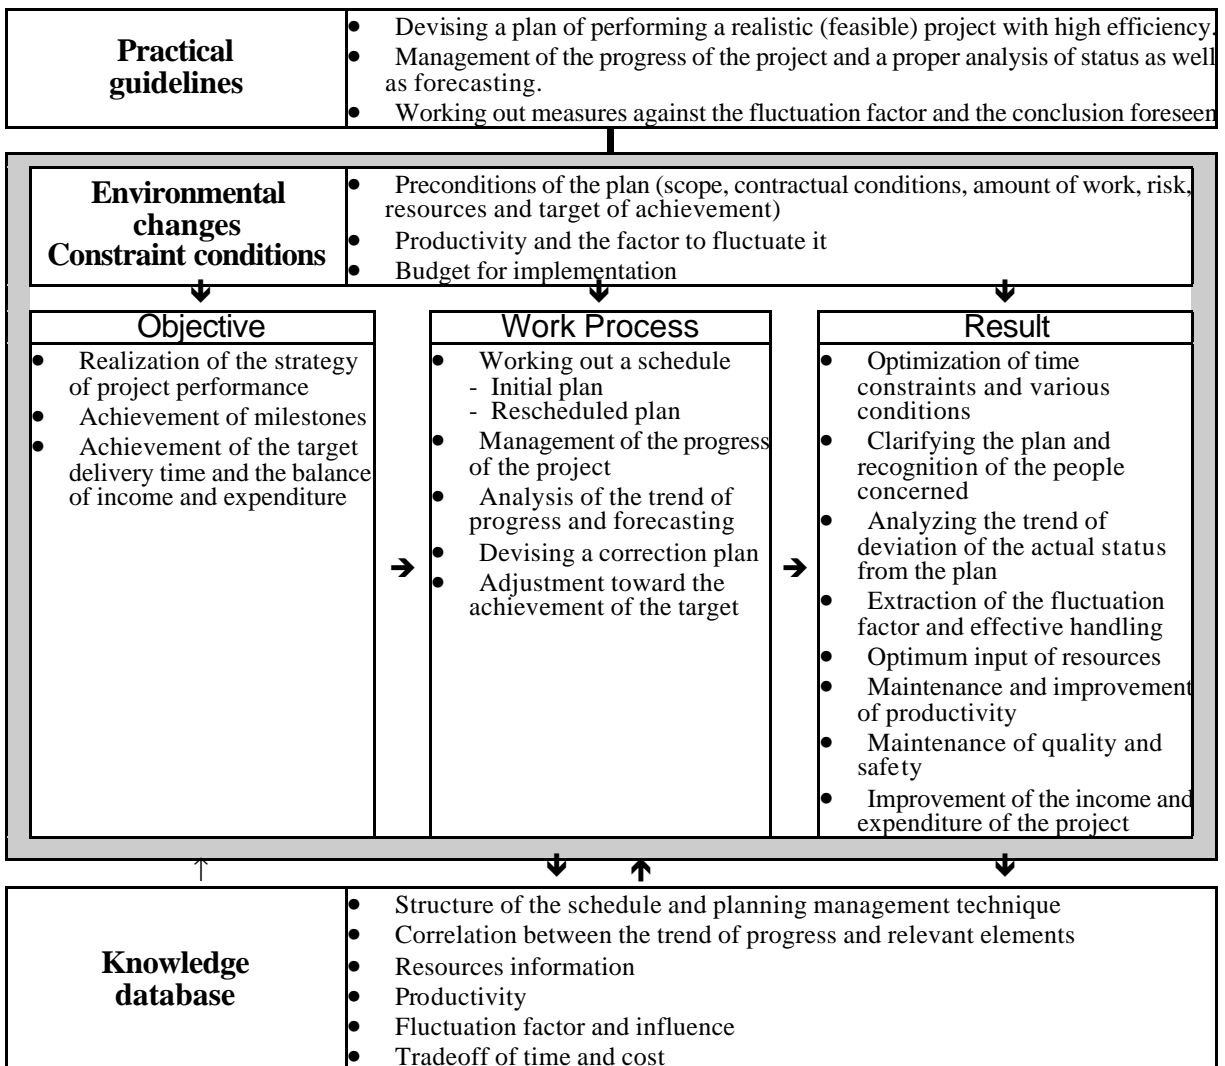 Practical
guidelines
● Devising a plan of performing a realistic (feasible) project with high efficiency.
● Management of the progress of the project and a proper analysis of status as well
as forecasting.
● Working out measures against the fluctuation factor and the conclusion foreseen
Environmental
changes
Constraint conditions
● Preconditions of the plan (scope, contractual conditions, amount of work, risk,
resources and target of achievement)
● Productivity and the factor to fluctuate it
● Budget for implementation
Objective
● Realization of the strategy
of project performance
● Achievement of milestones
● Achievement of the target
delivery time and the balance
of income and expenditure
Work Process
● Working out a schedule
- Initial plan
- Rescheduled plan
● Management of the progress
of the project
● Analysis of the trend of
progress and forecasting
● Devising a correction plan
● Adjustment toward the
achievement of the target
Result
● Optimization of time
constraints and various
conditions
● Clarifying the plan and
recognition of the people
concerned
● Analyzing the trend of
deviation of the actual status
from the plan
● Extraction of the fluctuation
factor and effective handling
● Optimum input of resources
● Maintenance and improvement
of productivity
● Maintenance of quality and
safety
● Improvement of the income and
expenditure of the project
Knowledge
database
● Structure of the schedule and planning management technique
● Correlation between the trend of progress and relevant elements
● Resources information
● Productivity
● Fluctuation factor and influence
● Tradeoff of time and cost